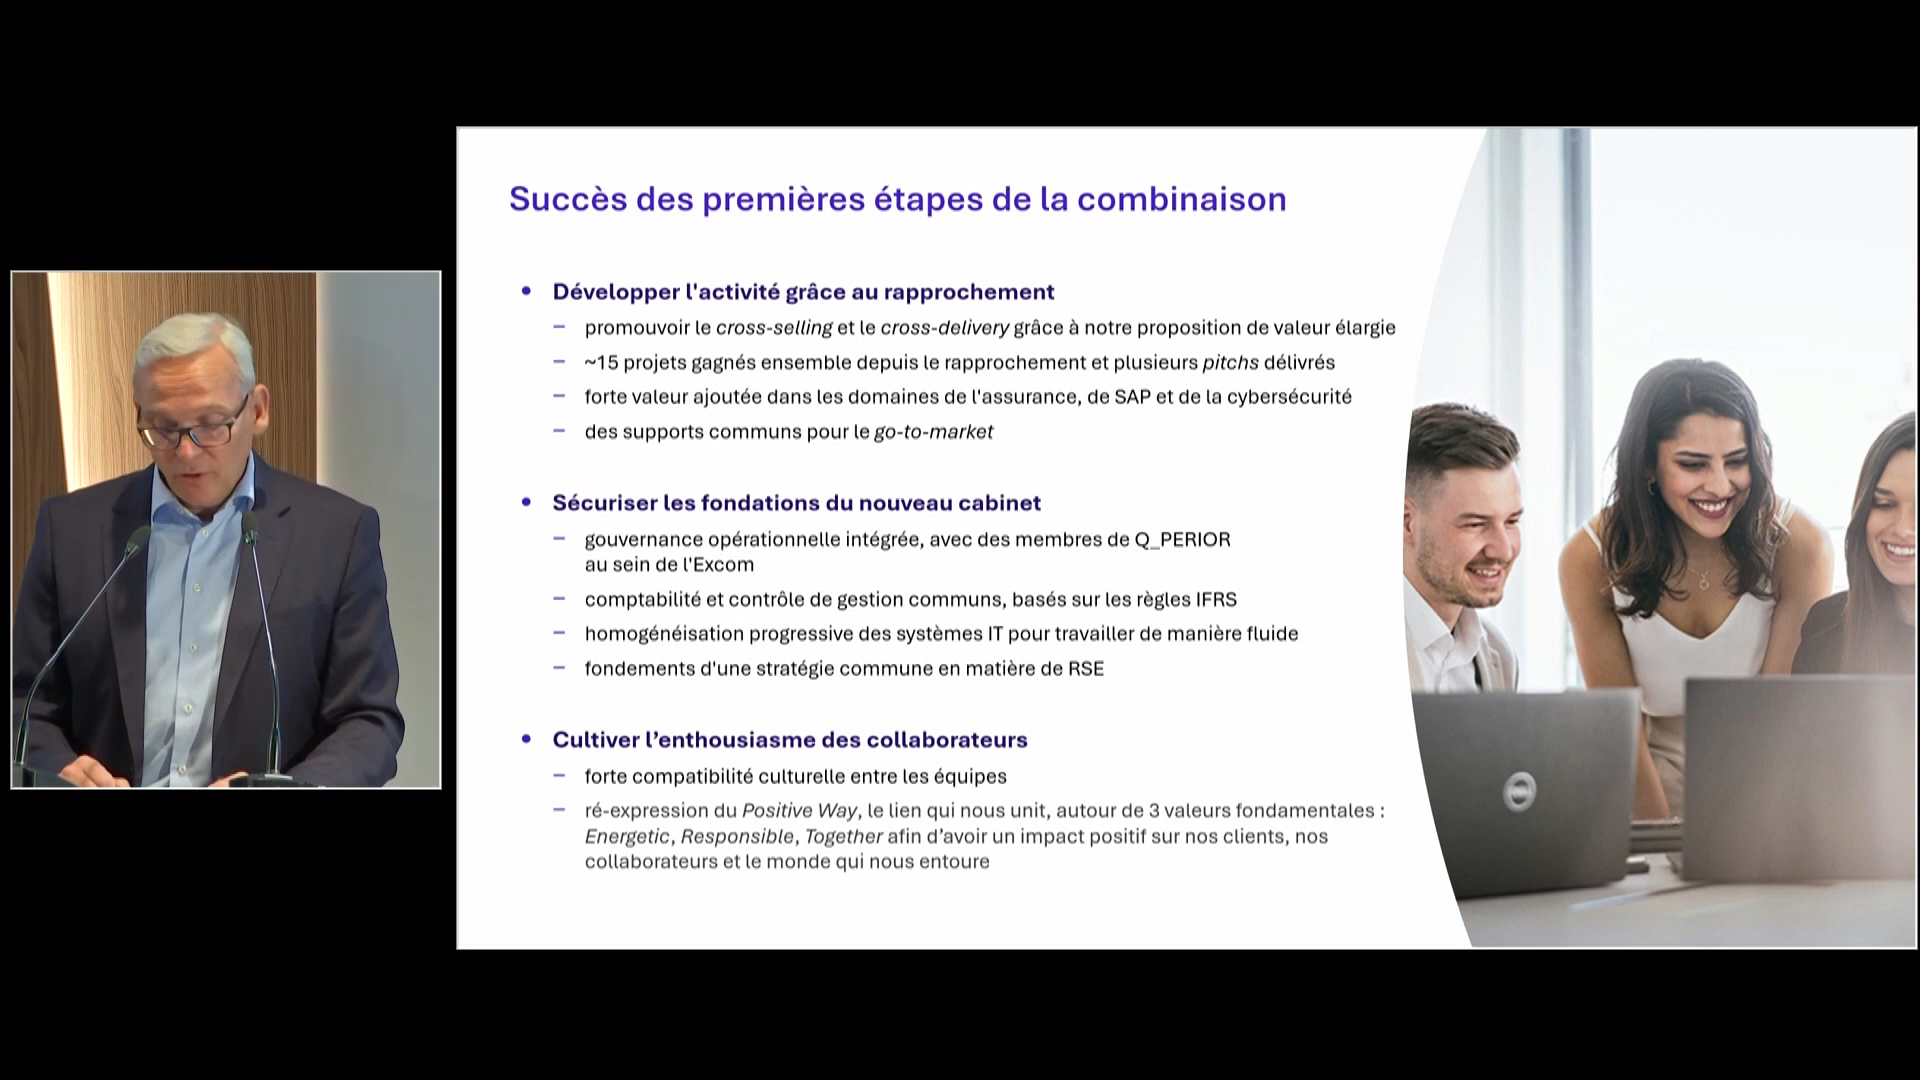 Succès des premières étapes de la combinaison
• Développer l'activité grâce au rapprochement
– promouvoir le cross-selling et le cross-delivery grâce à notre proposition de valeur élargie
– ~15 projets gagnés ensemble depuis le rapprochement et plusieurs pitchs délivrés
– forte valeur ajoutée dans les domaines de l'assurance, de SAP et de la cybersécurité
– des supports communs pour le go-to-market
• Sécuriser les fondations du nouveau cabinet
– gouvernance opérationnelle intégrée, avec des membres de Q_PERIOR
au sein de l'Excom
– comptabilité et contrôle de gestion communs, basés sur les règles IFRS
– homogénéisation progressive des systèmes IT pour travailler de manière fluide
– fondements d'une stratégie commune en matière de RSE
• Cultiver l’enthousiasme des collaborateurs
– forte compatibilité culturelle entre les équipes
– ré-expression du Positive Way, le lien qui nous unit, autour de 3 valeurs fondamentales :
Energetic, Responsible, Together afin d’avoir un impact positif sur nos clients, nos
collaborateurs et le monde qui nous entoure